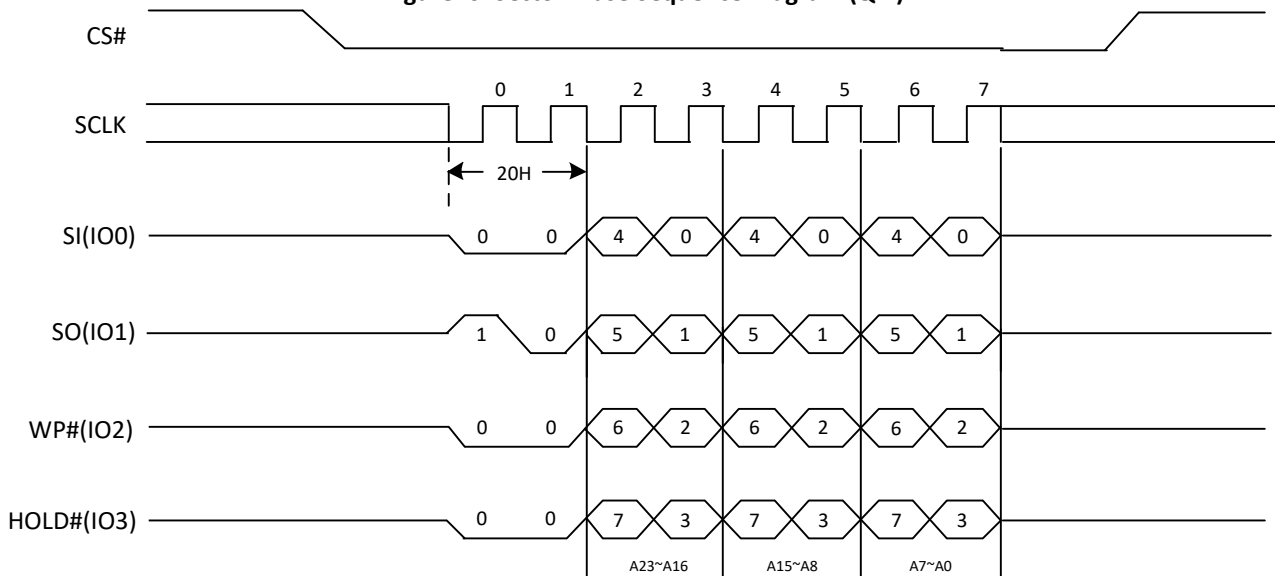 CS#
0 1 2 3 4 5 6 7
SCLK
20H
SI(IO0) 0 0 4 0 4 0 4 0
SO(IO1) 1 0 5 1 5 1 5 1
WP#(IO2) 0 0 6 2 6 2 6 2
HOLD#(IO3) 0 0 7 3 7 3 7 3
A23~A16 A15~A8 A7~A0